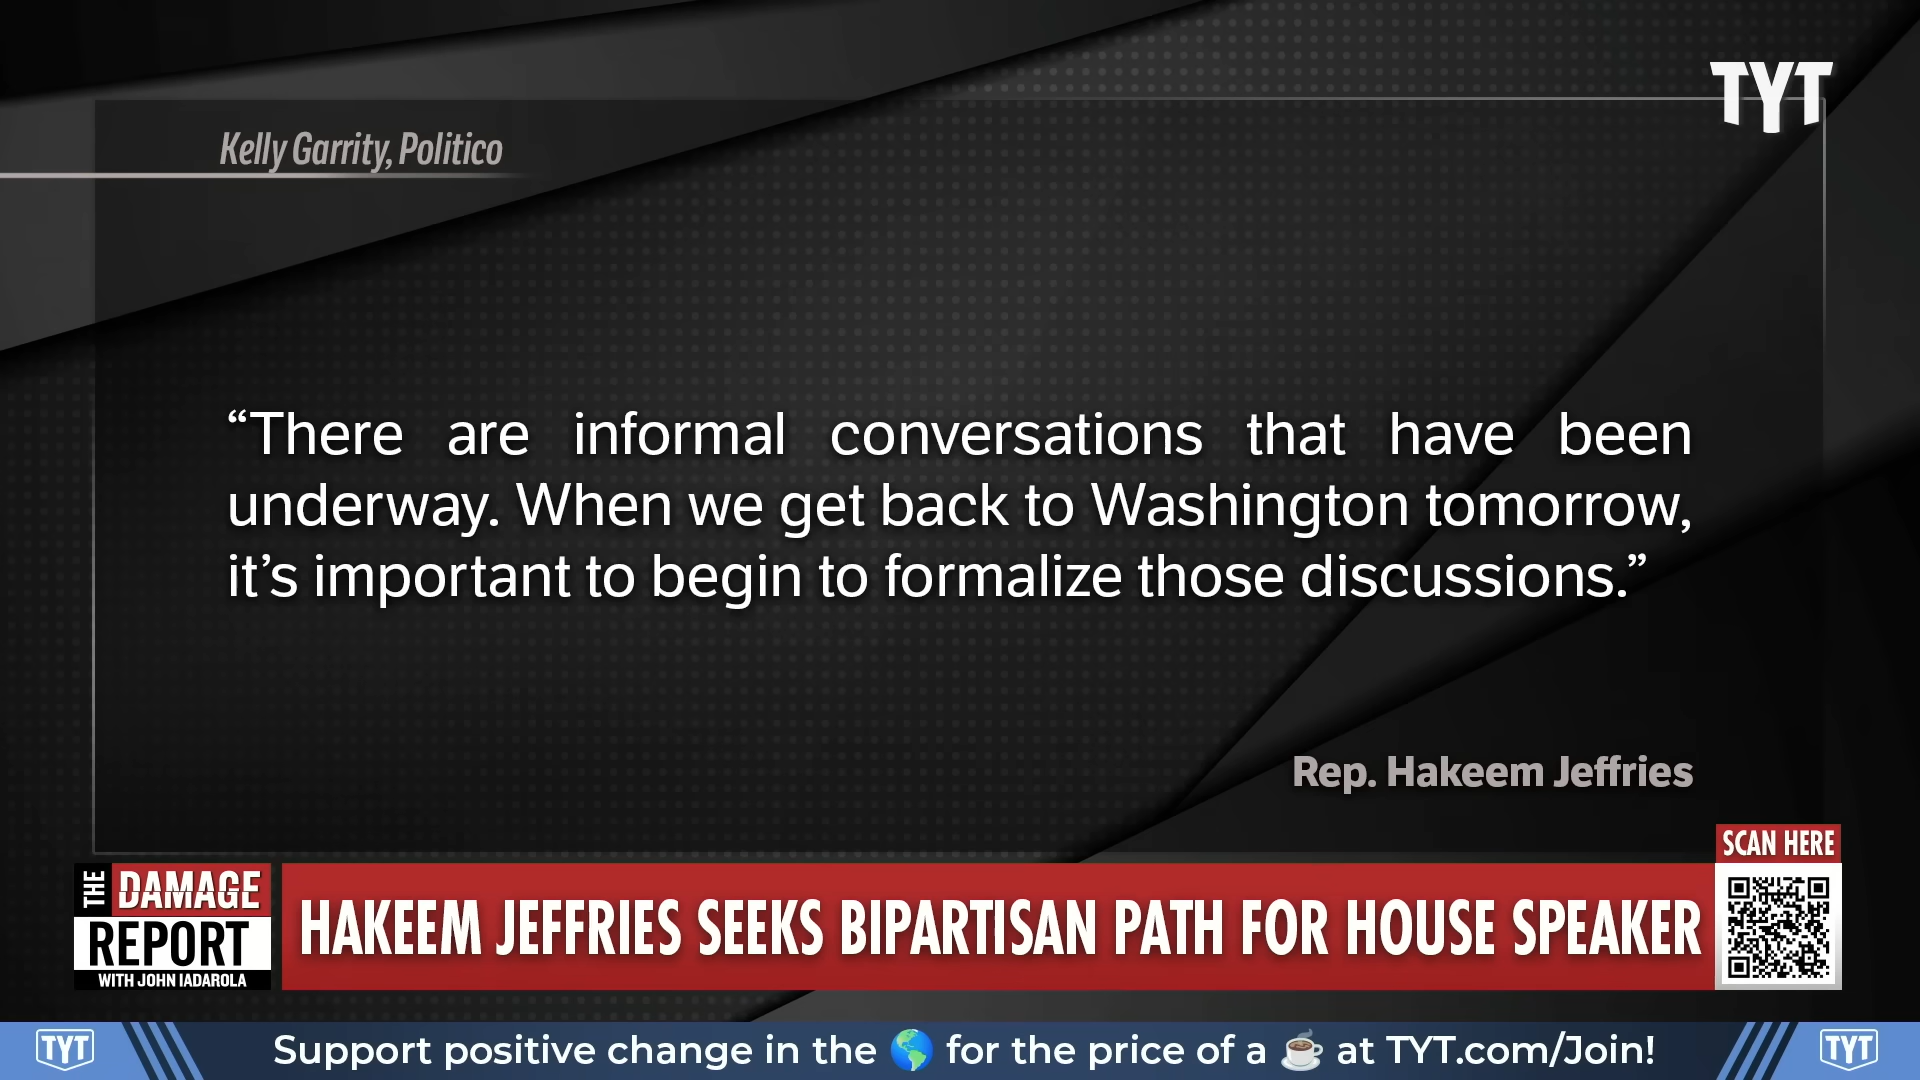 TYT
Kelly Garrity, Politico
“There are informal conversations that have been
underway. When we get back to Washington tomorrow,
it’s important to begin to formalize those discussions.”
Rep. Hakeem Jeffries
SCAN HERE
THE DAMAGE
REPORT
WITH JOHN IADAROLA
HAKEEM JEFFRIES SEEKS BIPARTISAN PATH FOR HOUSE SPEAKER
TYT
Support positive change in the 🌎 for the price of a ☕ at TYT.com/Join!
TYT